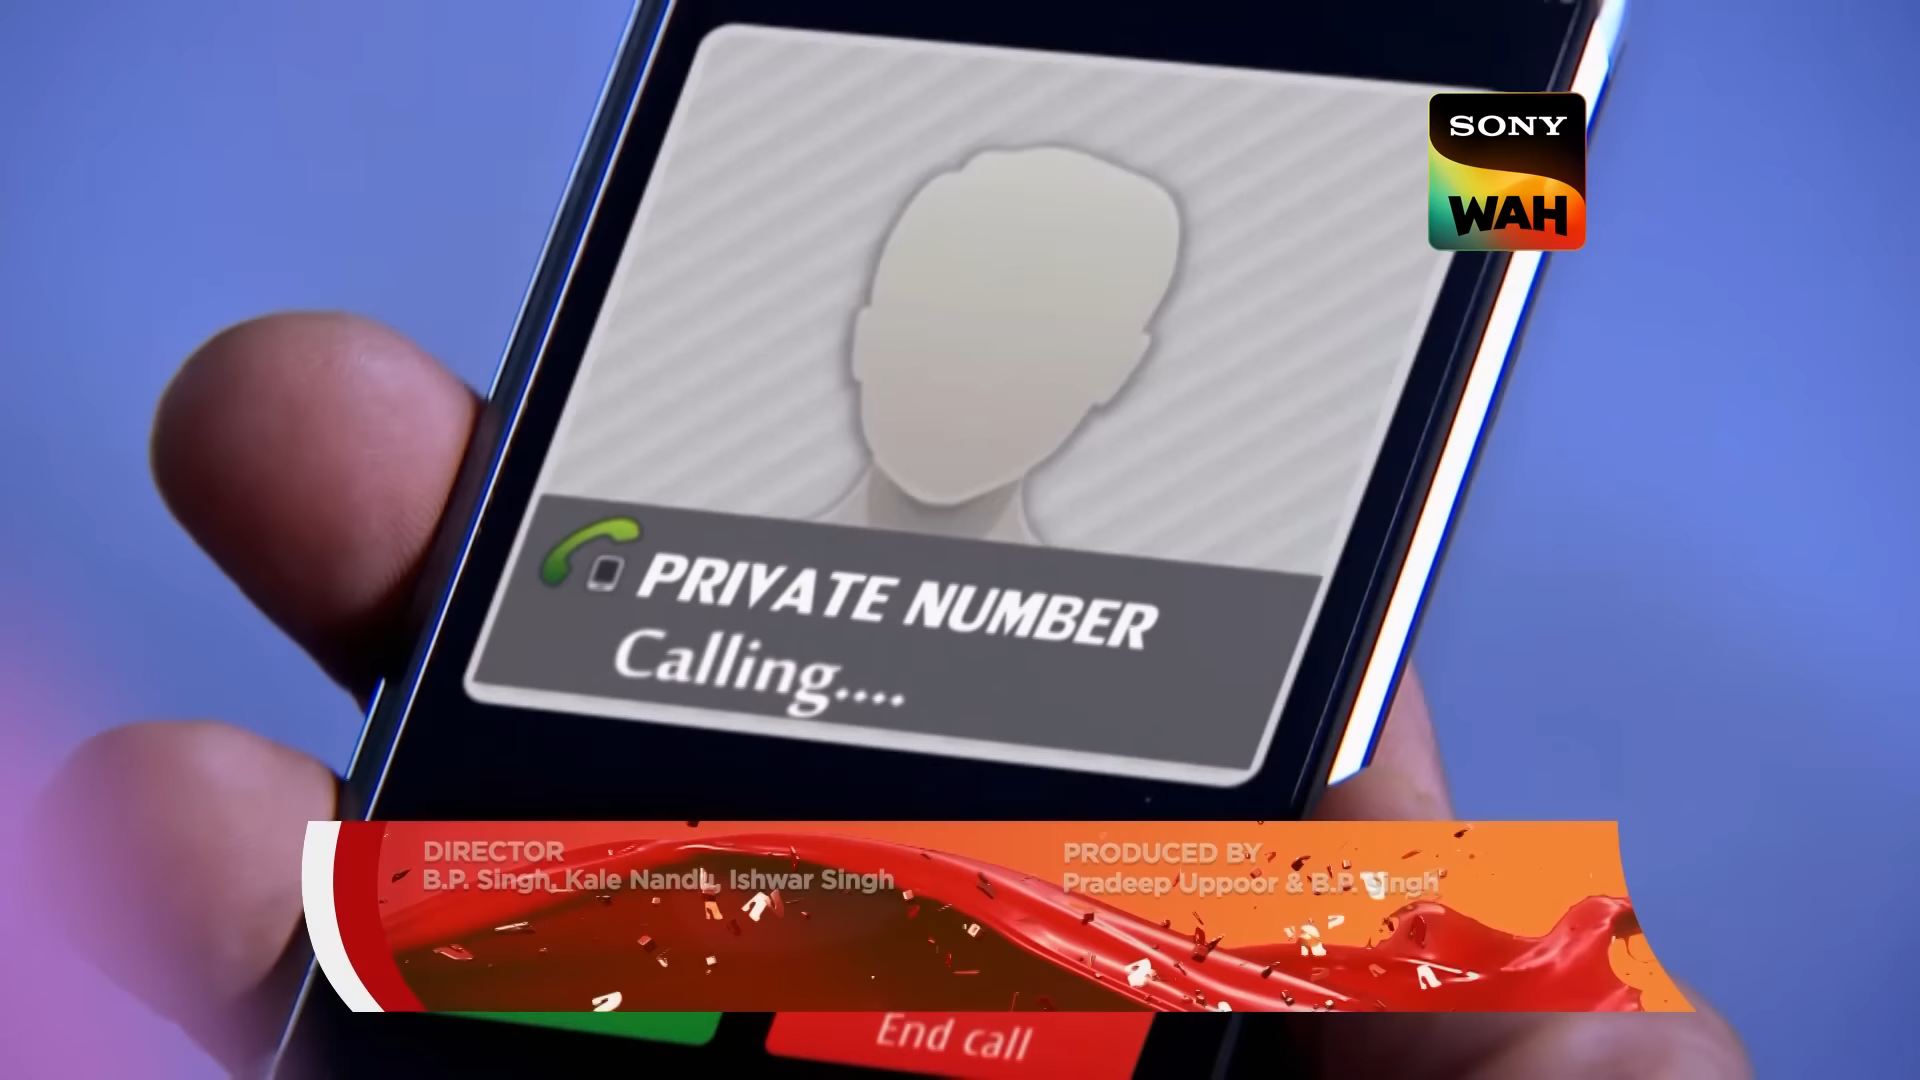 SONY
WAH
PRIVATE NUMBER
Calling....
DIRECTOR
B.P. Singh, Kale Nandu, Ishwar Singh
PRODUCED BY
Pradeep Uppoor & B.P. Singh
End call